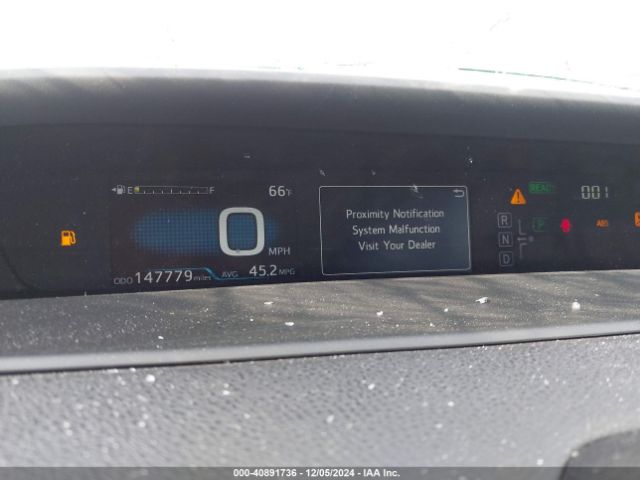 E F 66°F
0 MPH
ODO 147779 miles AVG 45.2 MPG
Proximity Notification
System Malfunction
Visit Your Dealer
READY 001
R
N
D
P
ABS
000-40891736 - 12/05/2024 - IAA Inc.